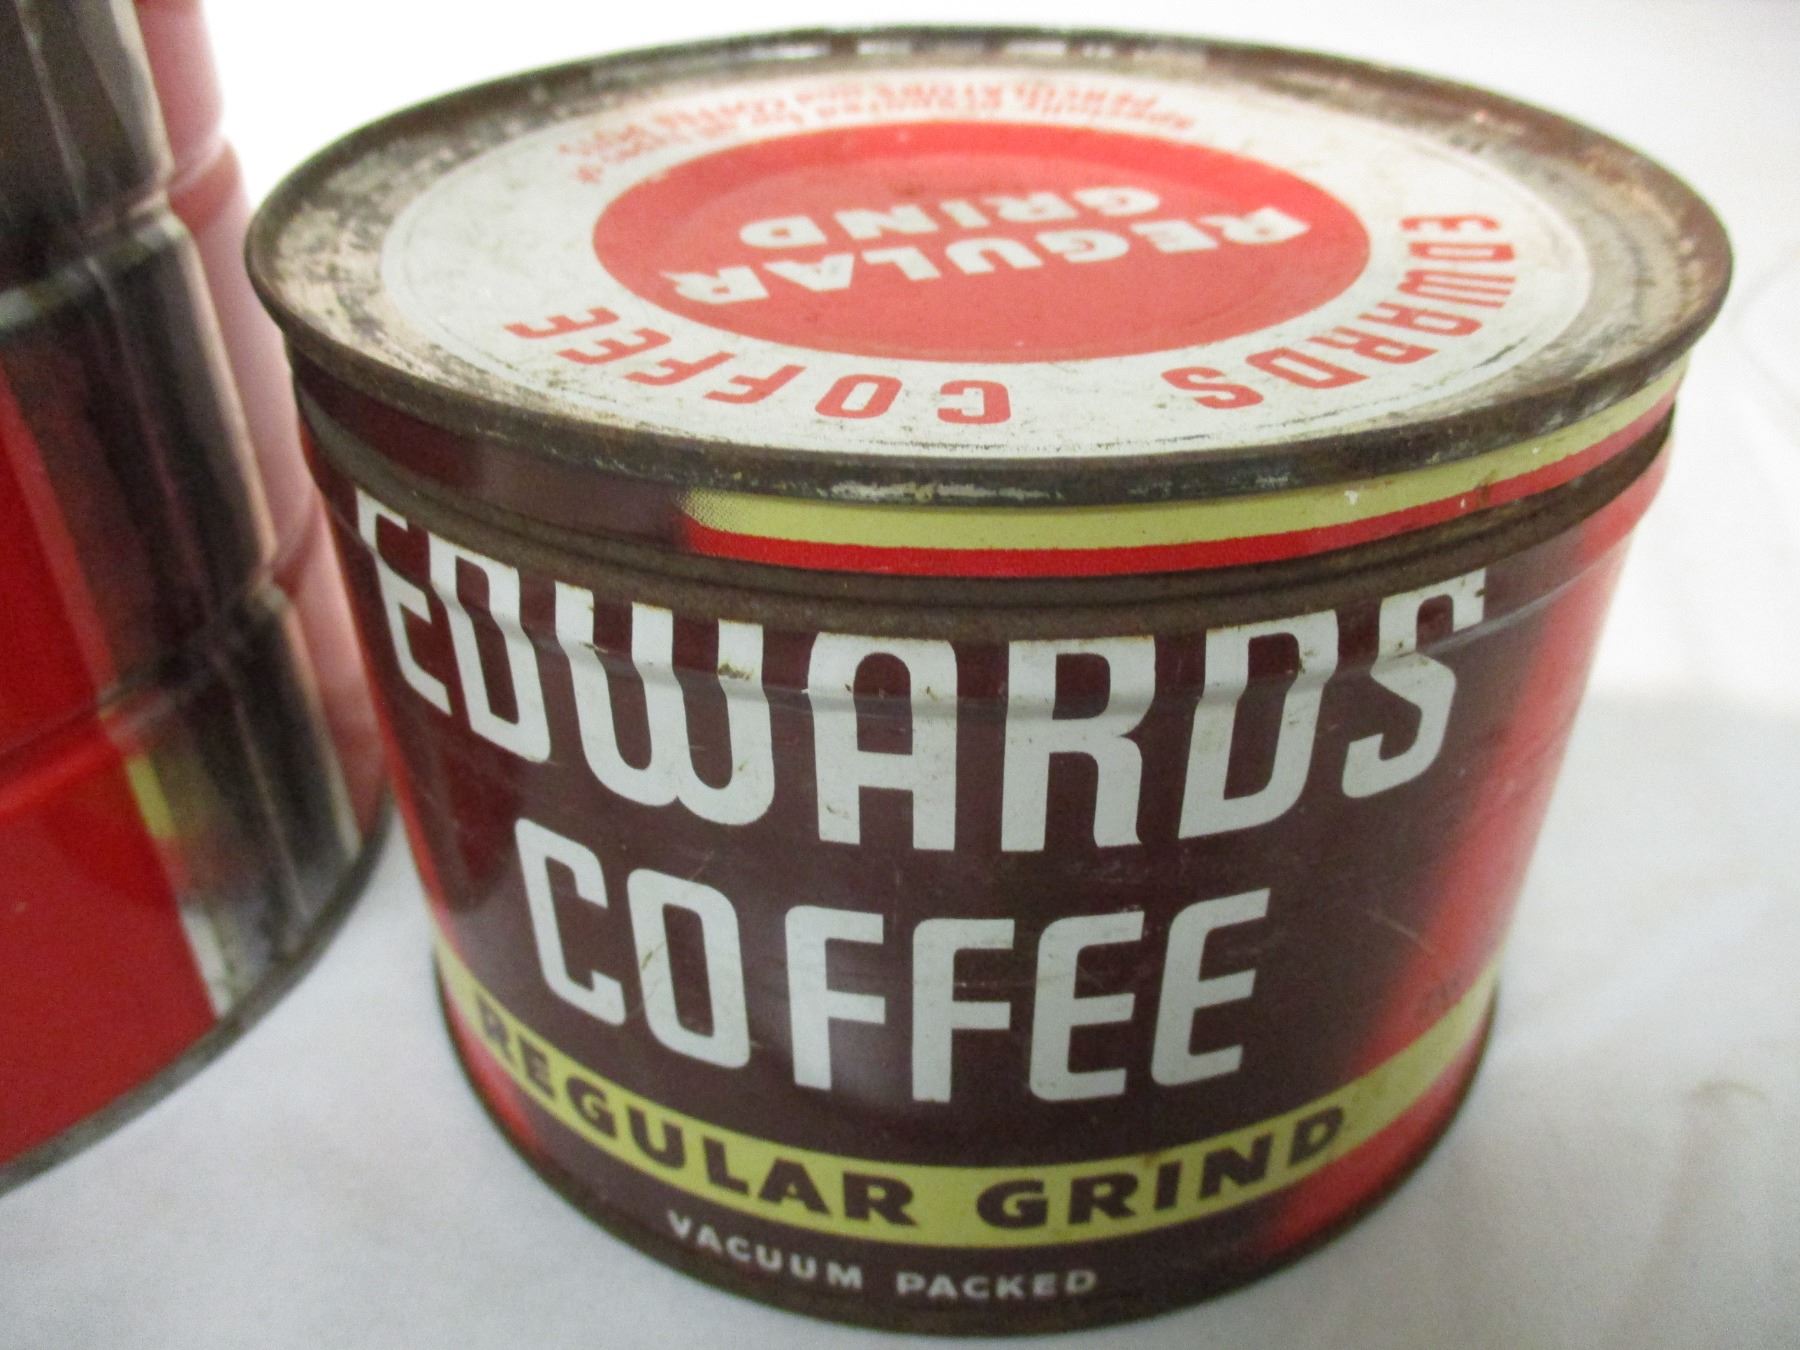 REGULAR
GRIND
EDWARDS COFFEE
EDWARDS
COFFEE
REGULAR GRIND
VACUUM PACKED